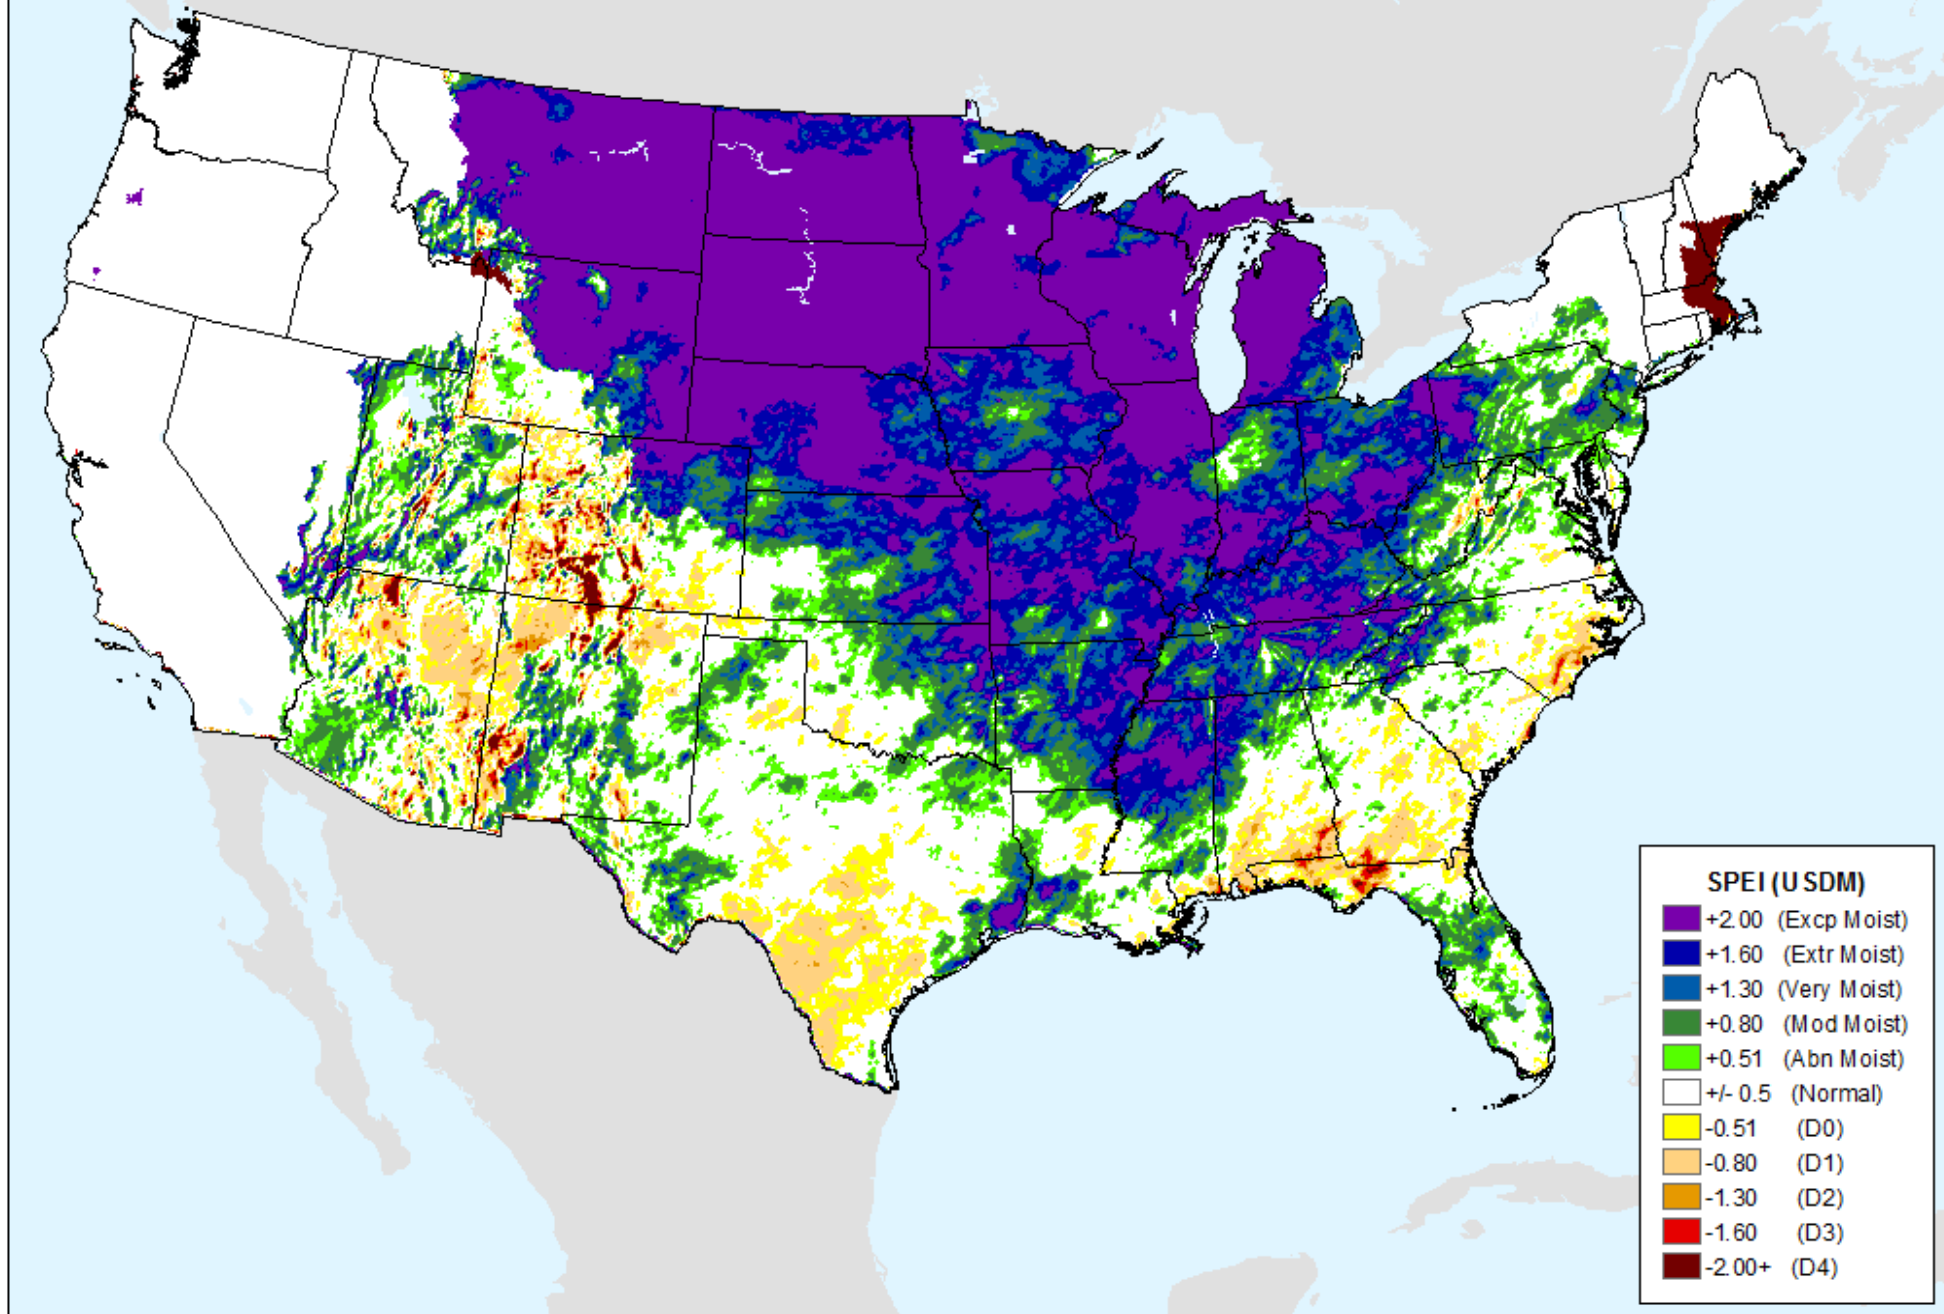 SPEI (USDM)
+2.00 (Excp Moist)
+1.60 (Extr Moist)
+1.30 (Very Moist)
+0.80 (Mod Moist)
+0.51 (Abn Moist)
+/- 0.5 (Normal)
-0.51 (D0)
-0.80 (D1)
-1.30 (D2)
-1.60 (D3)
-2.00+ (D4)